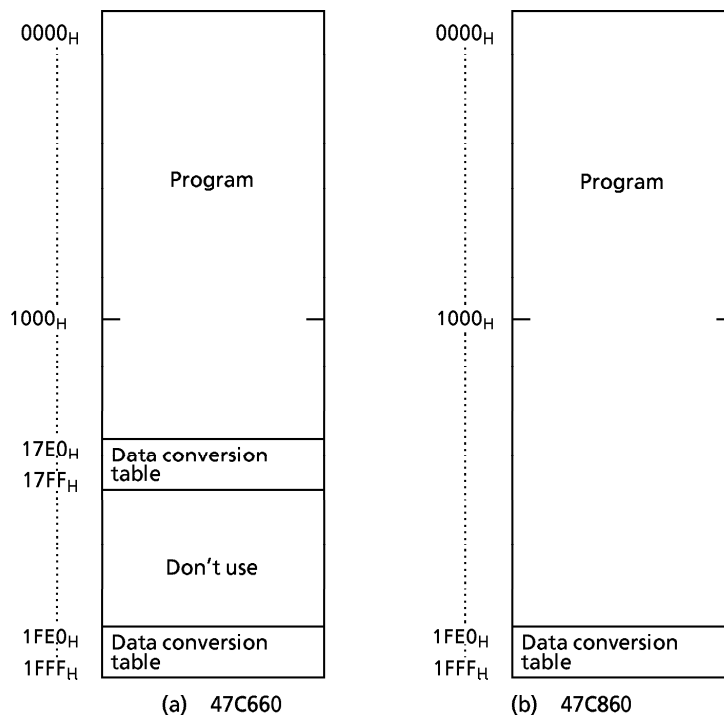 0000H
Program
1000H
17E0H
Data conversion
table
17FFH
Don't use
1FE0H
Data conversion
table
1FFFH
(a) 47C660
0000H
Program
1000H
1FE0H
Data conversion
table
1FFFH
(b) 47C860